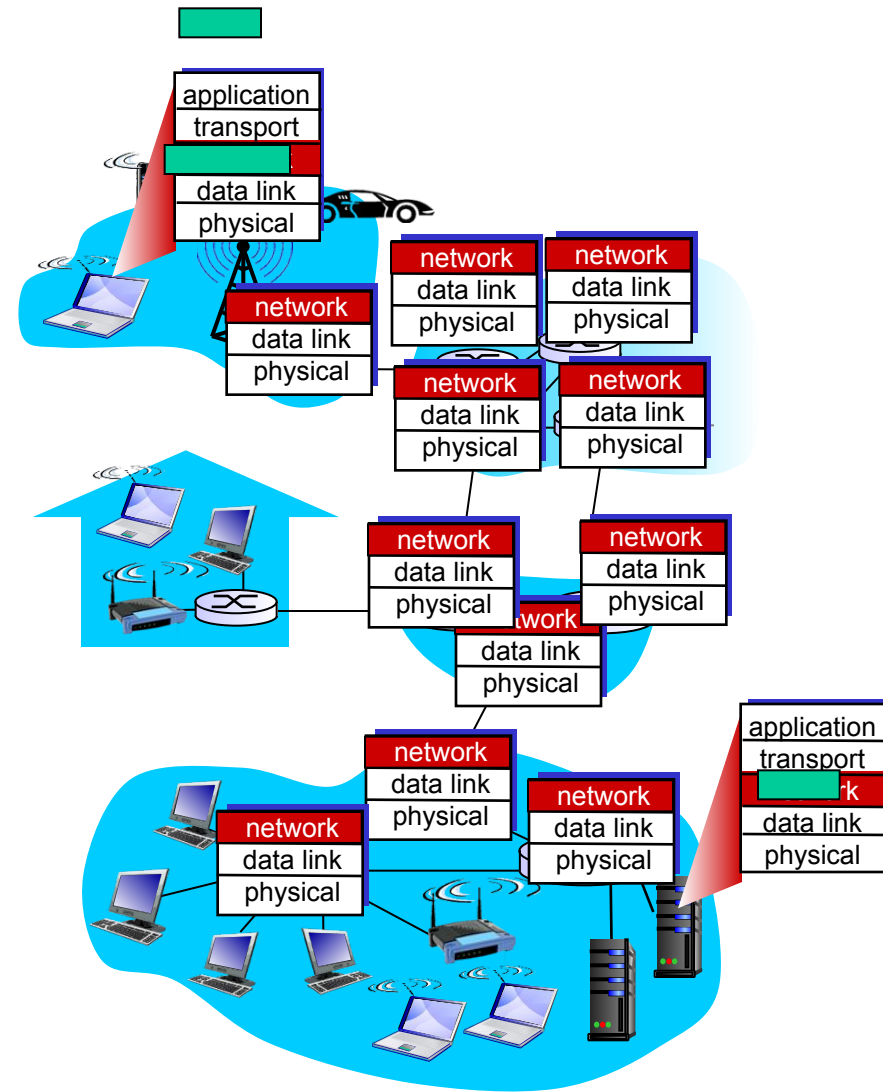 application
transport
data link
physical
network
data link
physical
network
data link
physical
network
data link
physical
network
data link
physical
network
data link
physical
network
data link
physical
network
data link
physical
data link
physical
application
transport
data link
physical
network
data link
physical
network
data link
physical
network
data link
physical